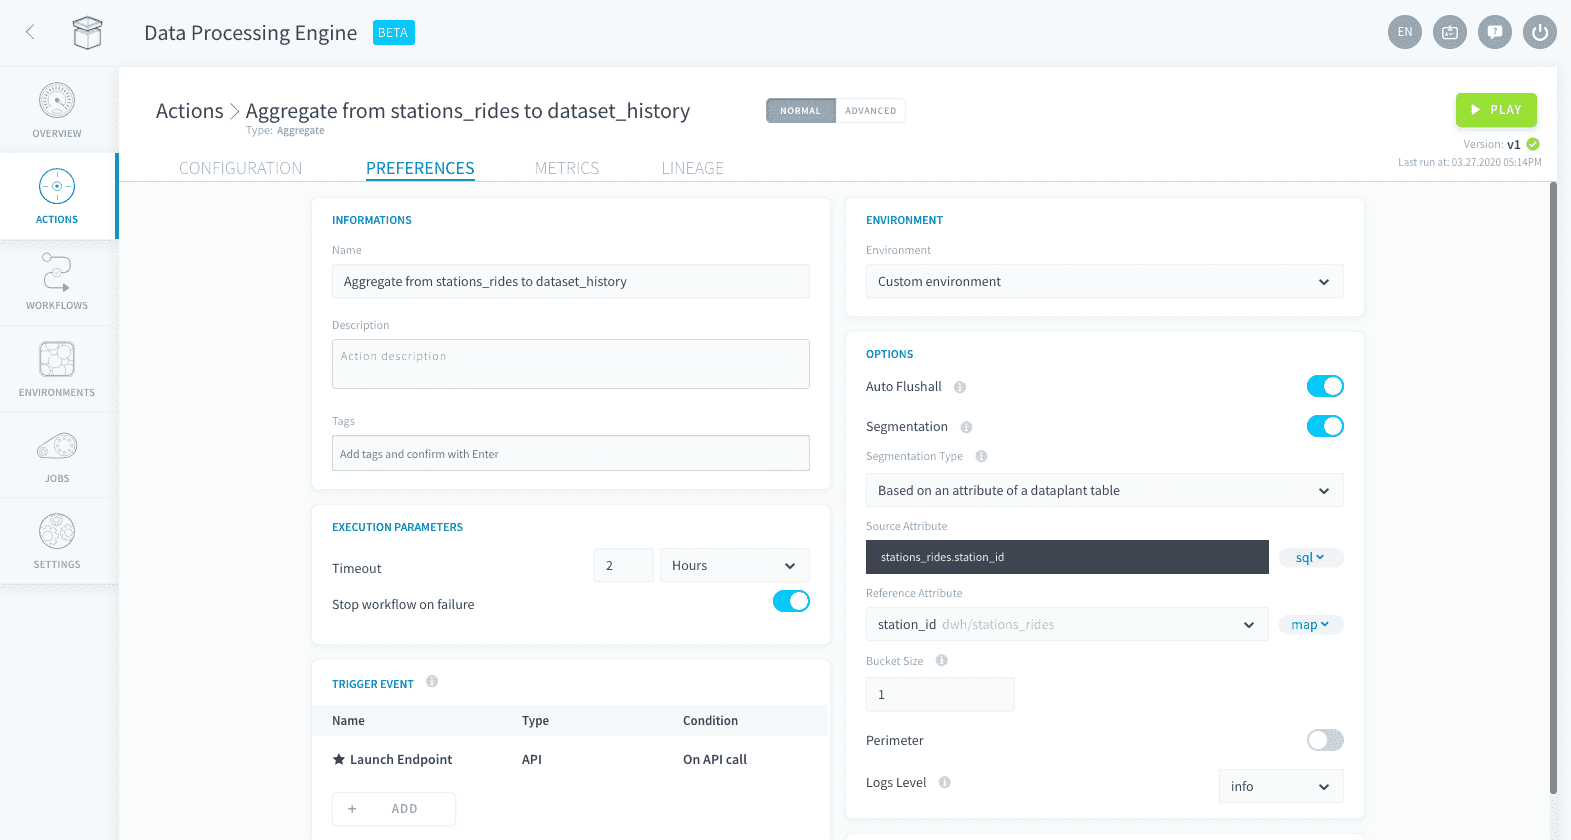 Data Processing Engine BETA
EN
OVERVIEW
ACTIONS
WORKFLOWS
ENVIRONMENTS
JOBS
SETTINGS
Actions > Aggregate from stations_rides to dataset_history
Type: Aggregate
NORMAL ADVANCED
PLAY
Version: v1
Last run at: 03.27.2020 05:14PM
CONFIGURATION PREFERENCES METRICS LINEAGE
INFORMATIONS
Name
Aggregate from stations_rides to dataset_history
Description
Action description
Tags
Add tags and confirm with Enter
EXECUTION PARAMETERS
Timeout 2 Hours
Stop workflow on failure
TRIGGER EVENT
Name Type Condition
★ Launch Endpoint API On API call
+ ADD
ENVIRONMENT
Environment
Custom environment
OPTIONS
Auto Flushall
Segmentation
Segmentation Type
Based on an attribute of a dataplant table
Source Attribute
stations_rides.station_id sql
Reference Attribute
station_id dwh/stations_rides map
Bucket Size
1
Perimeter
Logs Level info